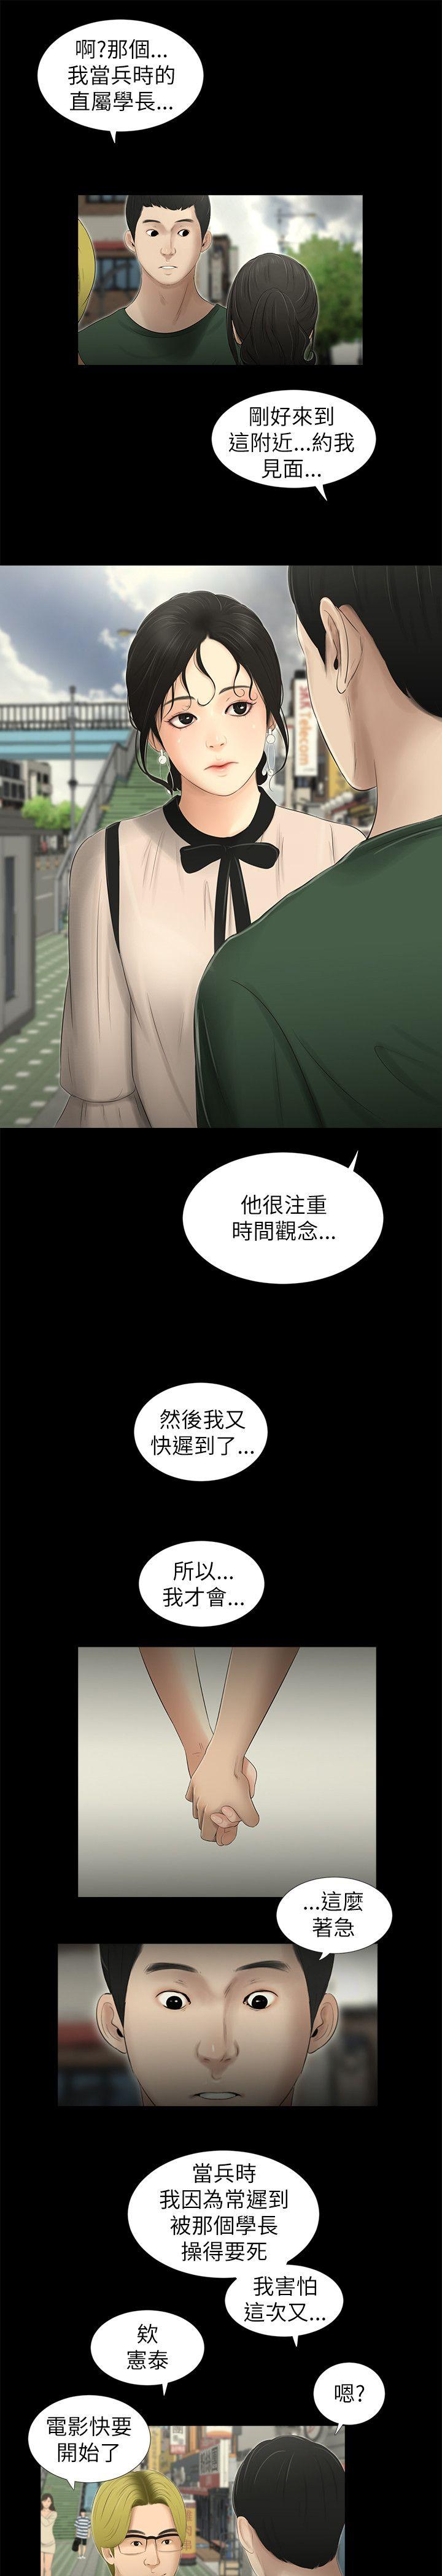 啊?那個...
我當兵時的
直屬學長...
剛好來到
這附近...約我
見面...
Telecom
他很注重
時間觀念...
然後我又
快遲到了...
所以...
我才會...
...這麼
著急
當兵時
我因為常遲到
被那個學長
操得要死
我害怕
這次又...
欸
憲泰
嗯?
電影快要
開始了